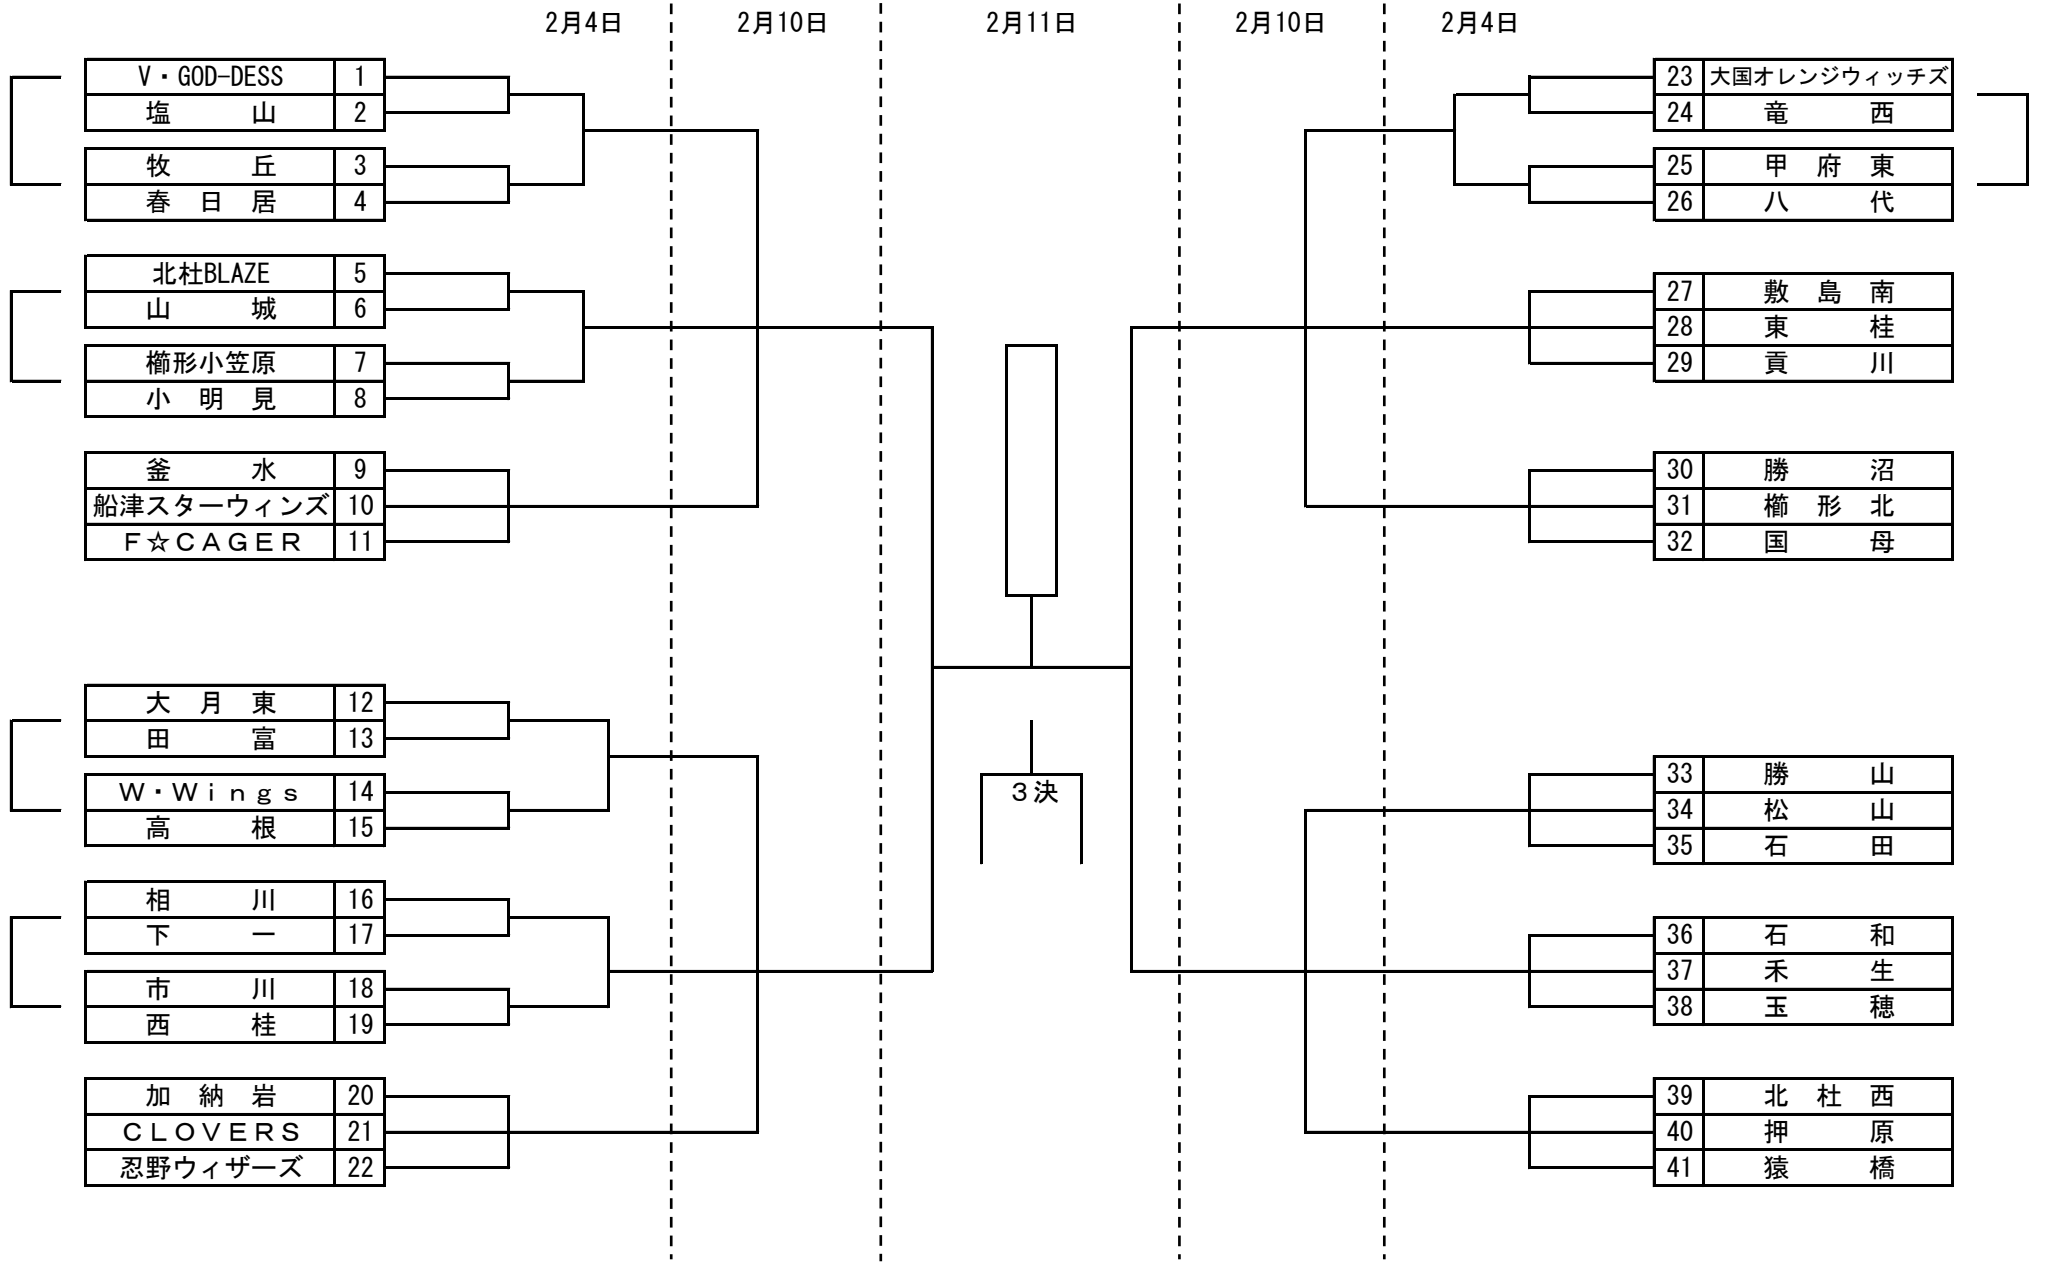 2月4日 2月10日 2月11日 2月10日 2月4日
V・GOD-DESS 1
塩山 2
牧丘 3
春日居 4
北杜BLAZE 5
山城 6
櫛形小笠原 7
小明見 8
釜水 9
船津スターウィンズ 10
F☆CAGER 11
大月東 12
田富 13
W・Wings 14
高根 15
相川 16
下一 17
市川 18
西桂 19
加納岩 20
CLOVERS 21
忍野ウィザーズ 22
3決
23 大国オレンジウィッチズ
24 竜西
25 甲府東
26 八代
27 敷島南
28 東桂
29 貢川
30 勝沼
31 櫛形北
32 国母
33 勝山
34 松山
35 石田
36 石和
37 禾生
38 玉穂
39 北杜西
40 押原
41 猿橋